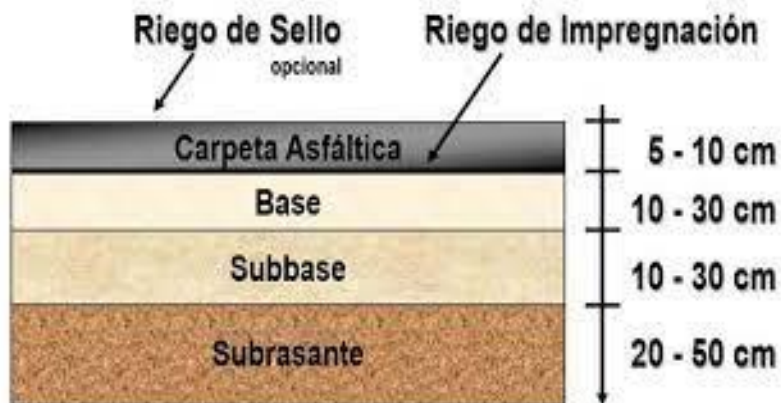 Riego de Sello
opcional
Riego de Impregnación
Carpeta Asfáltica
5 - 10 cm
Base
10 - 30 cm
Subbase
10 - 30 cm
Subrasante
20 - 50 cm